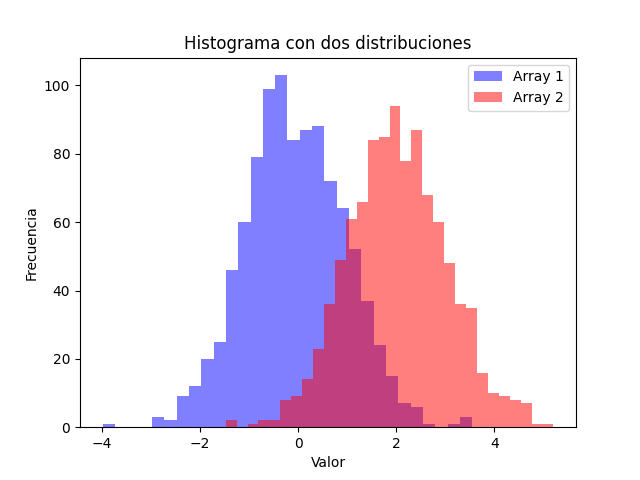 Histograma con dos distribuciones
Array 1
Array 2
Frecuencia
100
80
60
40
20
0
−4
−2
0
2
4
Valor